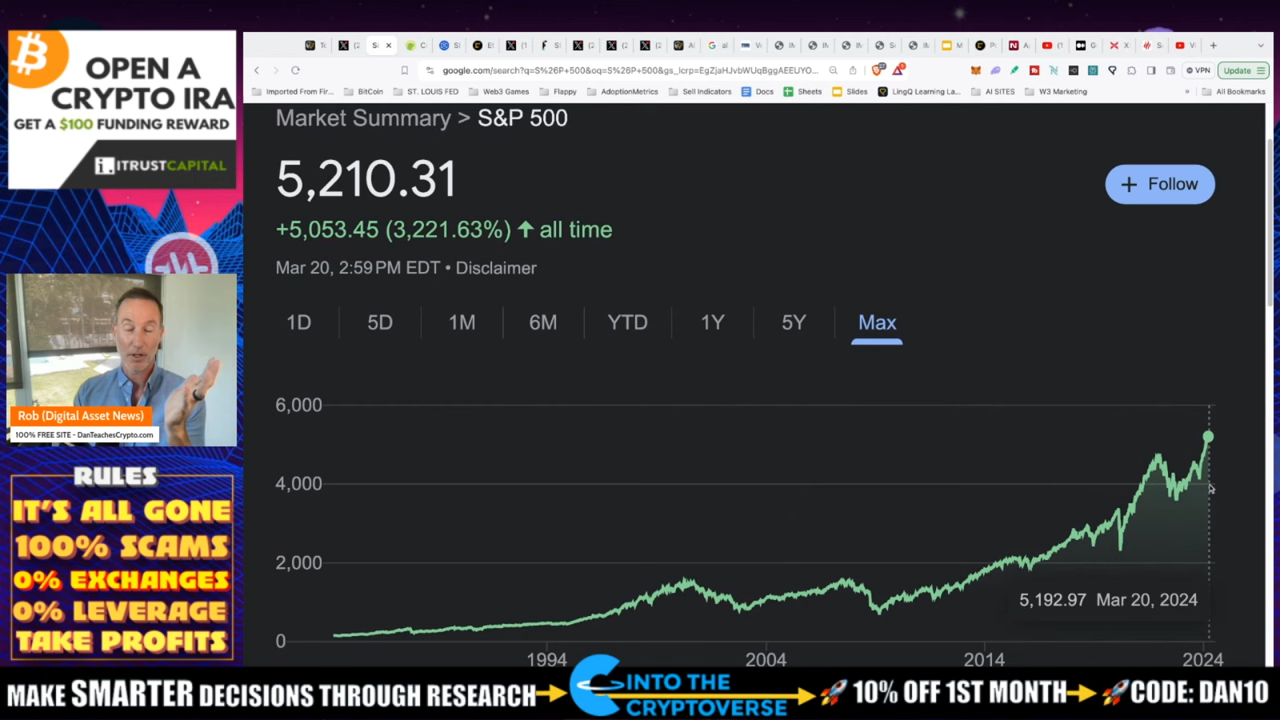 OPEN A
CRYPTO IRA
GET A $100 FUNDING REWARD
i.
ITRUSTCAPITAL
Rob (Digital Asset News)
100% FREE SITE - DanTeachesCrypto.com
RULES
IT'S ALL GONE
100% SCAMS
0% EXCHANGES
0% LEVERAGE
TAKE PROFITS
google.com/search?q=S%26P+500&oq=S%26P+500&gs_lcrp=EgZjaHJvbWUqBggAEEUYO...
VPN
Update
Imported From Fir...
BitCoin
ST. LOUIS FED
Web3 Games
Flappy
AdoptionMetrics
Sell Indicators
Docs
Sheets
Slides
LingQ Learning La...
AI SITES
W3 Marketing
»
All Bookmarks
Market Summary > S&P 500
5,210.31
+ Follow
+5,053.45 (3,221.63%) ↑ all time
Mar 20, 2:59 PM EDT • Disclaimer
1D 5D 1M 6M YTD 1Y 5Y Max
6,000
4,000
2,000
5,192.97 Mar 20, 2024
0
1994 2004 2014 2024
MAKE SMARTER DECISIONS THROUGH RESEARCH
INTO THE
CRYPTOVERSE
10% OFF 1ST MONTH
CODE: DAN10